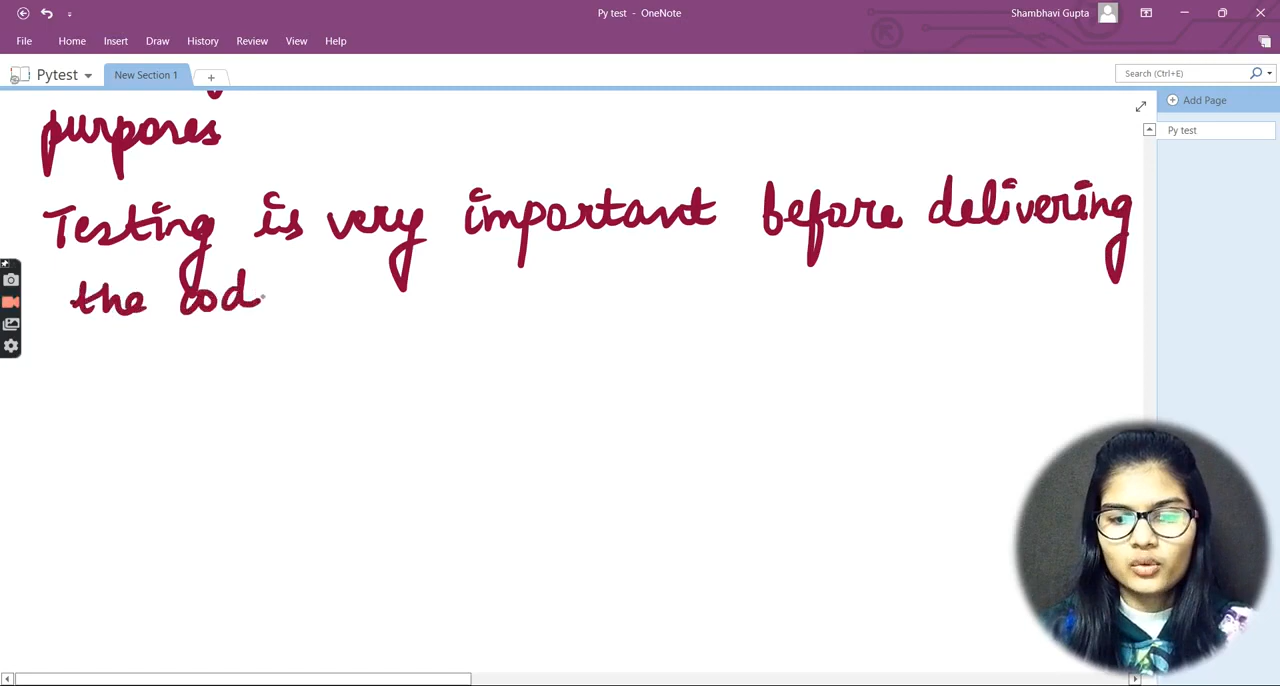 Py test - OneNote
Shambhavi Gupta
File Home Insert Draw History Review View Help
Pytest
New Section 1
+
Search (Ctrl+E)
Add Page
Py test
purposes
Testing is very important before delivering
the cod